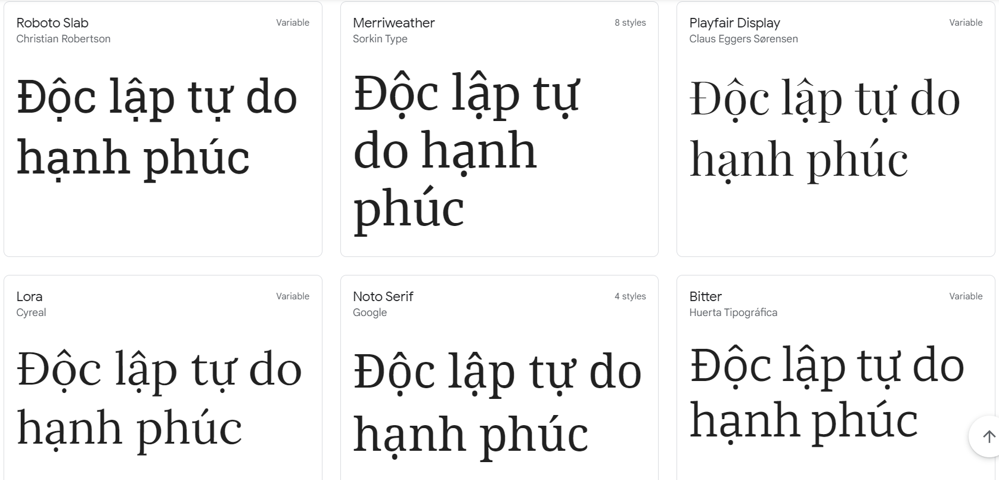 Roboto Slab
Variable
Christian Robertson
Độc lập tự do
hạnh phúc
Merriweather
8 styles
Sorkin Type
Độc lập tự
do hạnh
phúc
Playfair Display
Variable
Claus Eggers Sørensen
Độc lập tự do
hạnh phúc
Lora
Variable
Cyreal
Độc lập tự do
hạnh phúc
Noto Serif
4 styles
Google
Độc lập tự do
hạnh phúc
Bitter
Variable
Huerta Tipográfica
Độc lập tự do
hạnh phúc